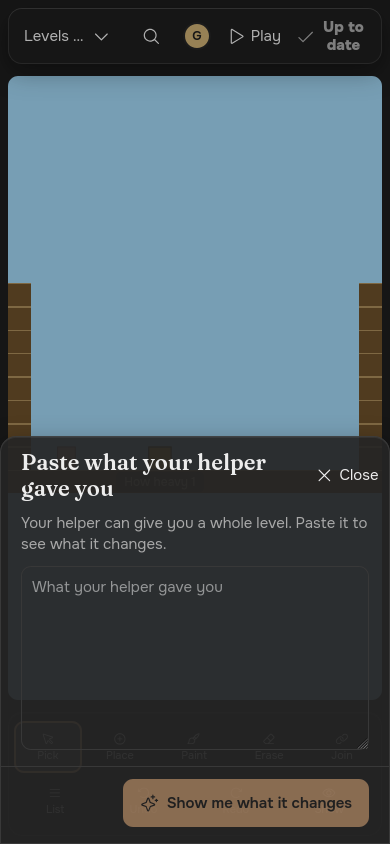 Levels ...
G
Play
Up to
date
Paste what your helper
gave you
Close
Your helper can give you a whole level. Paste it to
see what it changes.
What your helper gave you
Pick
Place
Paint
Erase
Join
List
Show me what it changes